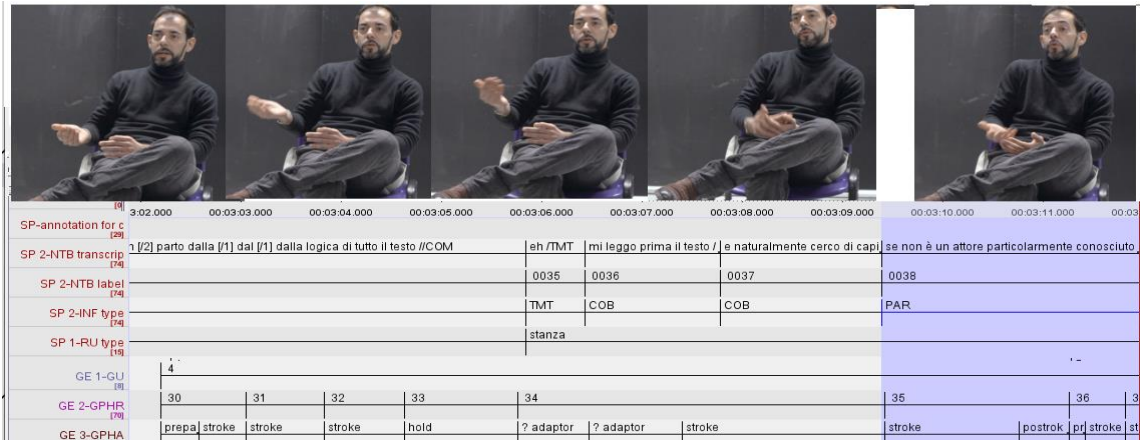 [0]
3:02.000 00:03:03.000 00:03:04.000 00:03:05.000 00:03:06.000 00:03:07.000 00:03:08.000 00:03:09.000 00:03:10.000 00:03:11.000 00:03
SP-annotation for c
[29]
SP 2-NTB transcrip [/2] parto dalla [/1] dal [/1] dalla logica di tutto il testo //COM eh /TMT mi leggo prima il testo / e naturalmente cerco di capi se non è un attore particolarmente conosciuto
[74]
SP 2-NTB label 0035 0036 0037 0038
[74]
SP 2-INF type TMT COB COB PAR
[74]
SP 1-RU type stanza
[15]
GE 1-GU 4
[8]
GE 2-GPHR 30 31 32 33 34 35 36 3
[70]
GE 3-GPHA prepa stroke stroke stroke hold ? adaptor ? adaptor stroke stroke postrok pr stroke st